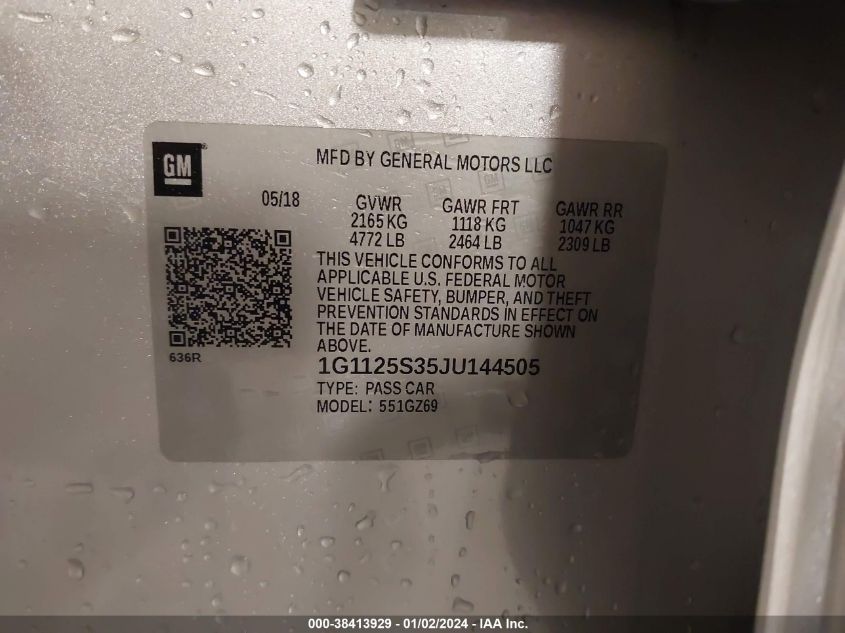 GM
MFD BY GENERAL MOTORS LLC
05/18
GVWR
2165 KG
4772 LB
GAWR FRT
1118 KG
2464 LB
GAWR RR
1047 KG
2309 LB
THIS VEHICLE CONFORMS TO ALL
APPLICABLE U.S. FEDERAL MOTOR
VEHICLE SAFETY, BUMPER, AND THEFT
PREVENTION STANDARDS IN EFFECT ON
THE DATE OF MANUFACTURE SHOWN
ABOVE.
636R
1G1125S35JU144505
TYPE: PASS CAR
MODEL: 551GZ69
000-38413929 - 01/02/2024 - 144505